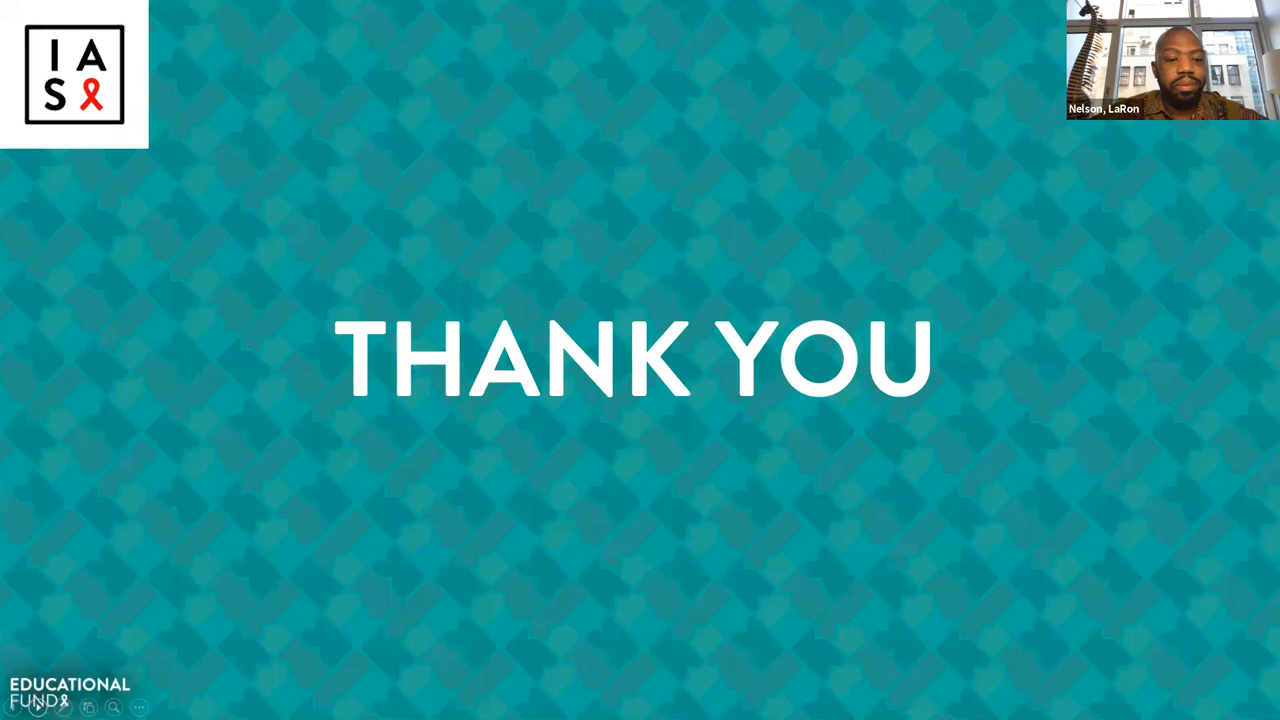 I A
S
Nelson, LaRon
THANK YOU
EDUCATIONAL
FUND